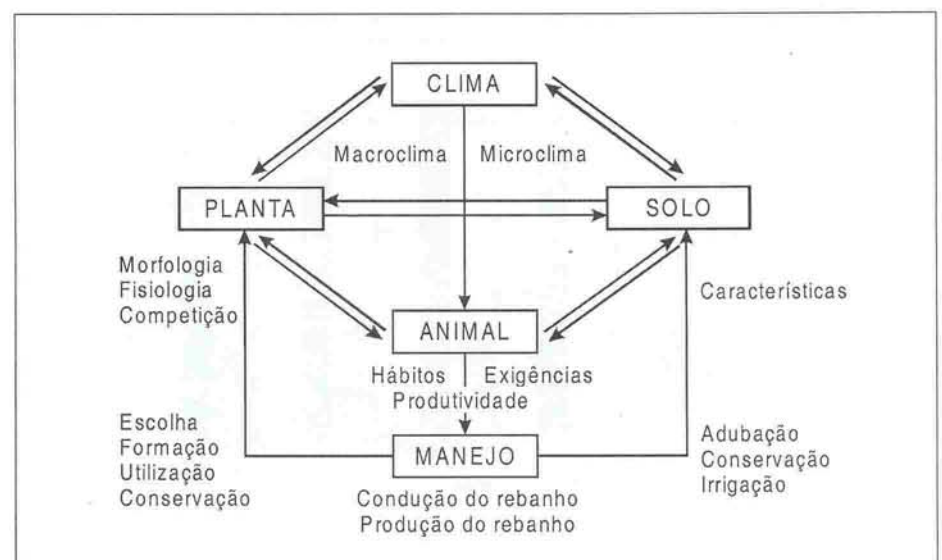 CLIMA
Macroclima
Microclima
PLANTA
SOLO
Morfologia
Fisiologia
Competição
Características
ANIMAL
Hábitos
Exigências
Produtividade
Escolha
Formação
Utilização
Conservação
MANEJO
Adubação
Conservação
Irrigação
Condução do rebanho
Produção do rebanho